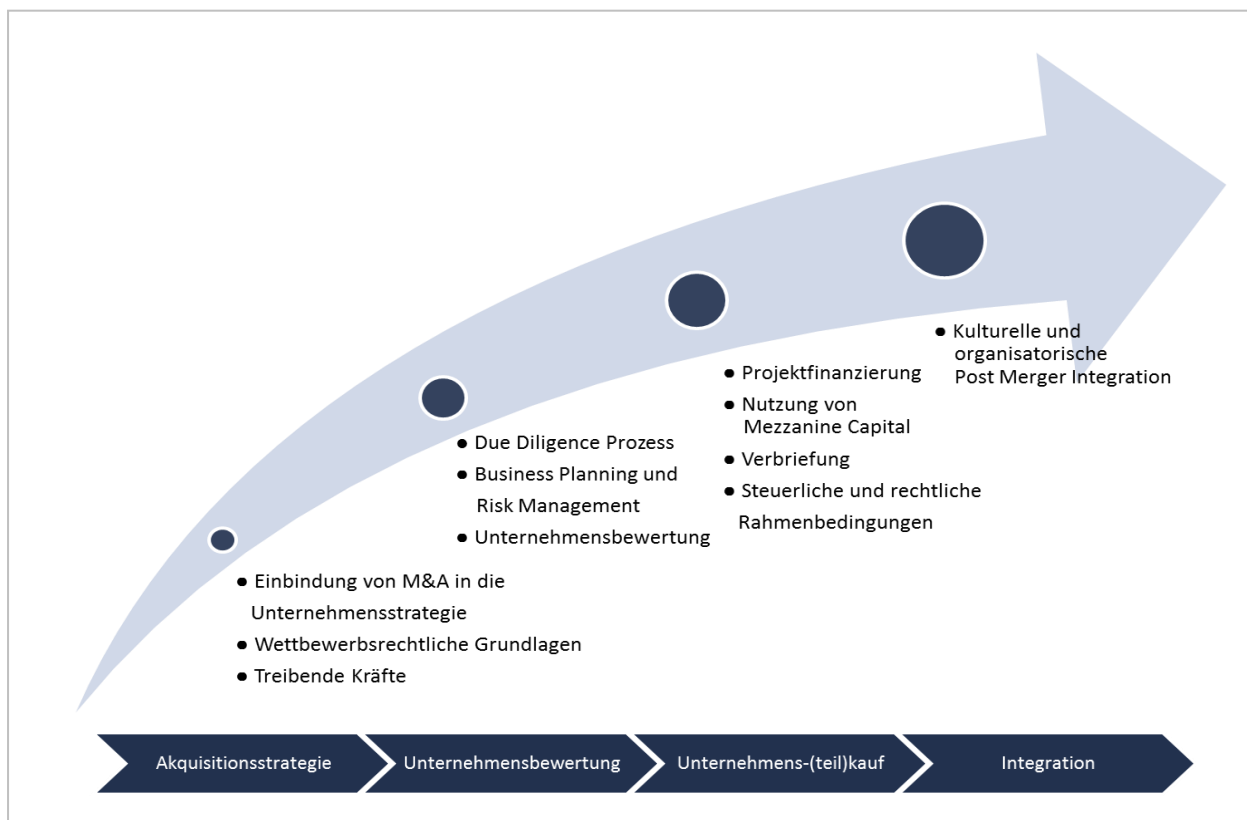 ● Kulturelle und
organisatorische
Post Merger Integration
● Projektfinanzierung
● Nutzung von
Mezzanine Capital
● Verbriefung
● Steuerliche und rechtliche
Rahmenbedingungen
● Due Diligence Prozess
● Business Planning und
Risk Management
● Unternehmensbewertung
● Einbindung von M&A in die
Unternehmensstrategie
● Wettbewerbsrechtliche Grundlagen
● Treibende Kräfte
Akquisitionsstrategie
Unternehmensbewertung
Unternehmens-(teil)kauf
Integration